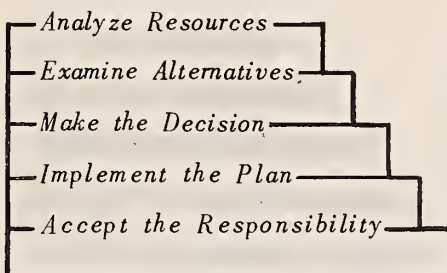 Analyze Resources
Examine Alternatives
Make the Decision
Implement the Plan
Accept the Responsibility